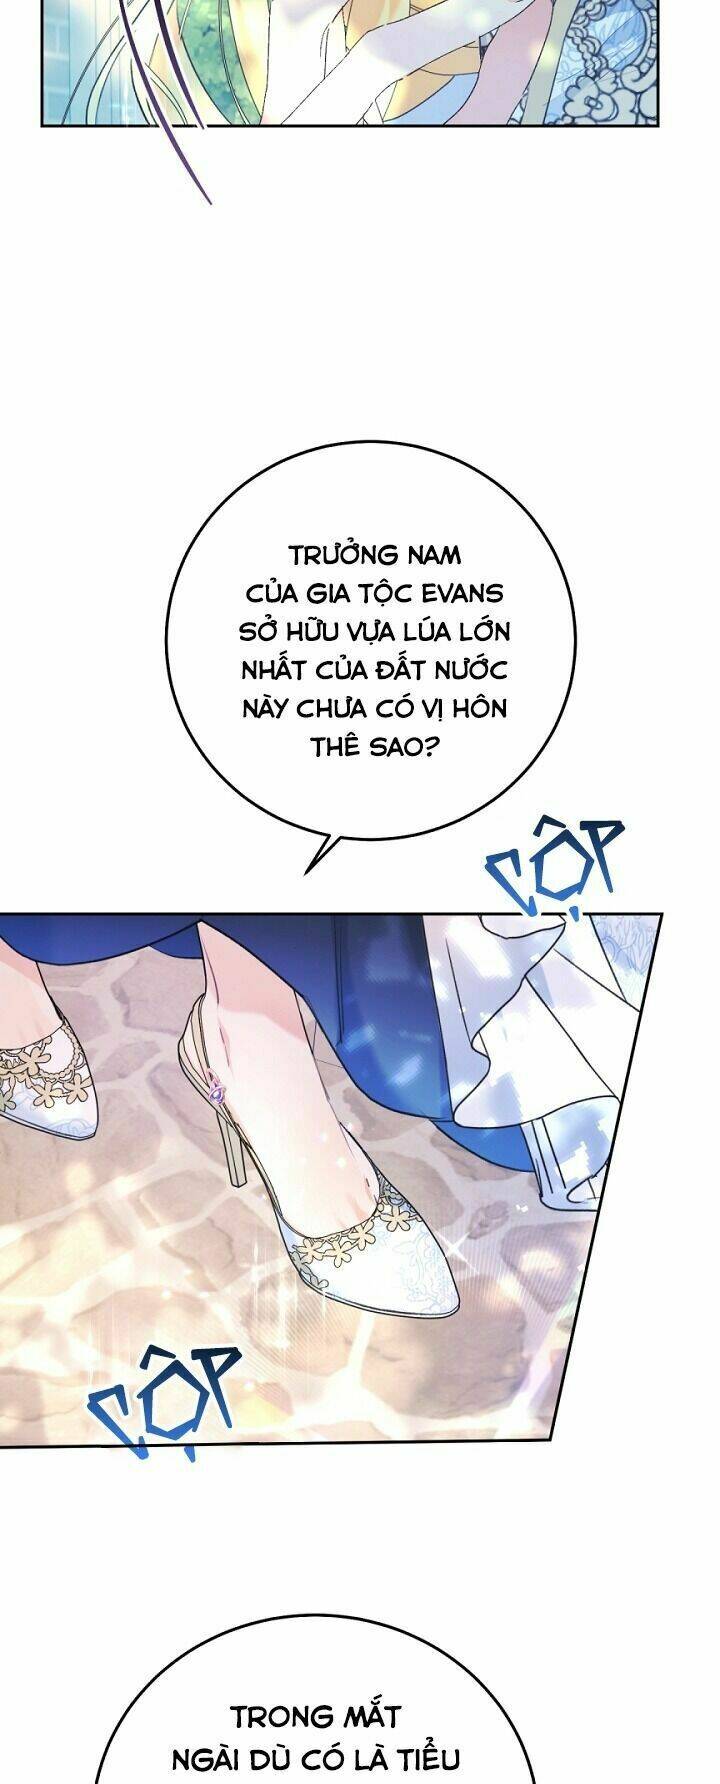 TRƯỞNG NAM
CỦA GIA TỘC EVANS
SỞ HỮU VỰA LÚA LỚN
NHẤT CỦA ĐẤT NƯỚC
NÀY CHƯA CÓ VỊ HÔN
THÊ SAO?
CỘP
CỘP
TRONG MẮT
NGÀI DÙ CÓ LÀ TIỂU